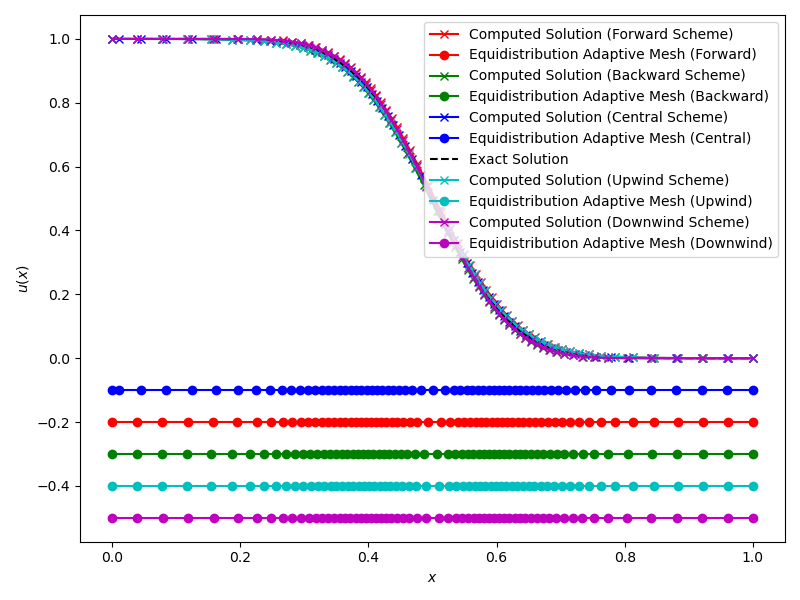 Computed Solution (Forward Scheme)
Equidistribution Adaptive Mesh (Forward)
Computed Solution (Backward Scheme)
Equidistribution Adaptive Mesh (Backward)
Computed Solution (Central Scheme)
Equidistribution Adaptive Mesh (Central)
Exact Solution
Computed Solution (Upwind Scheme)
Equidistribution Adaptive Mesh (Upwind)
Computed Solution (Downwind Scheme)
Equidistribution Adaptive Mesh (Downwind)
1.0
0.8
0.6
0.4
0.2
0.0
−0.2
−0.4
u(x)
0.0 0.2 0.4 0.6 0.8 1.0
x